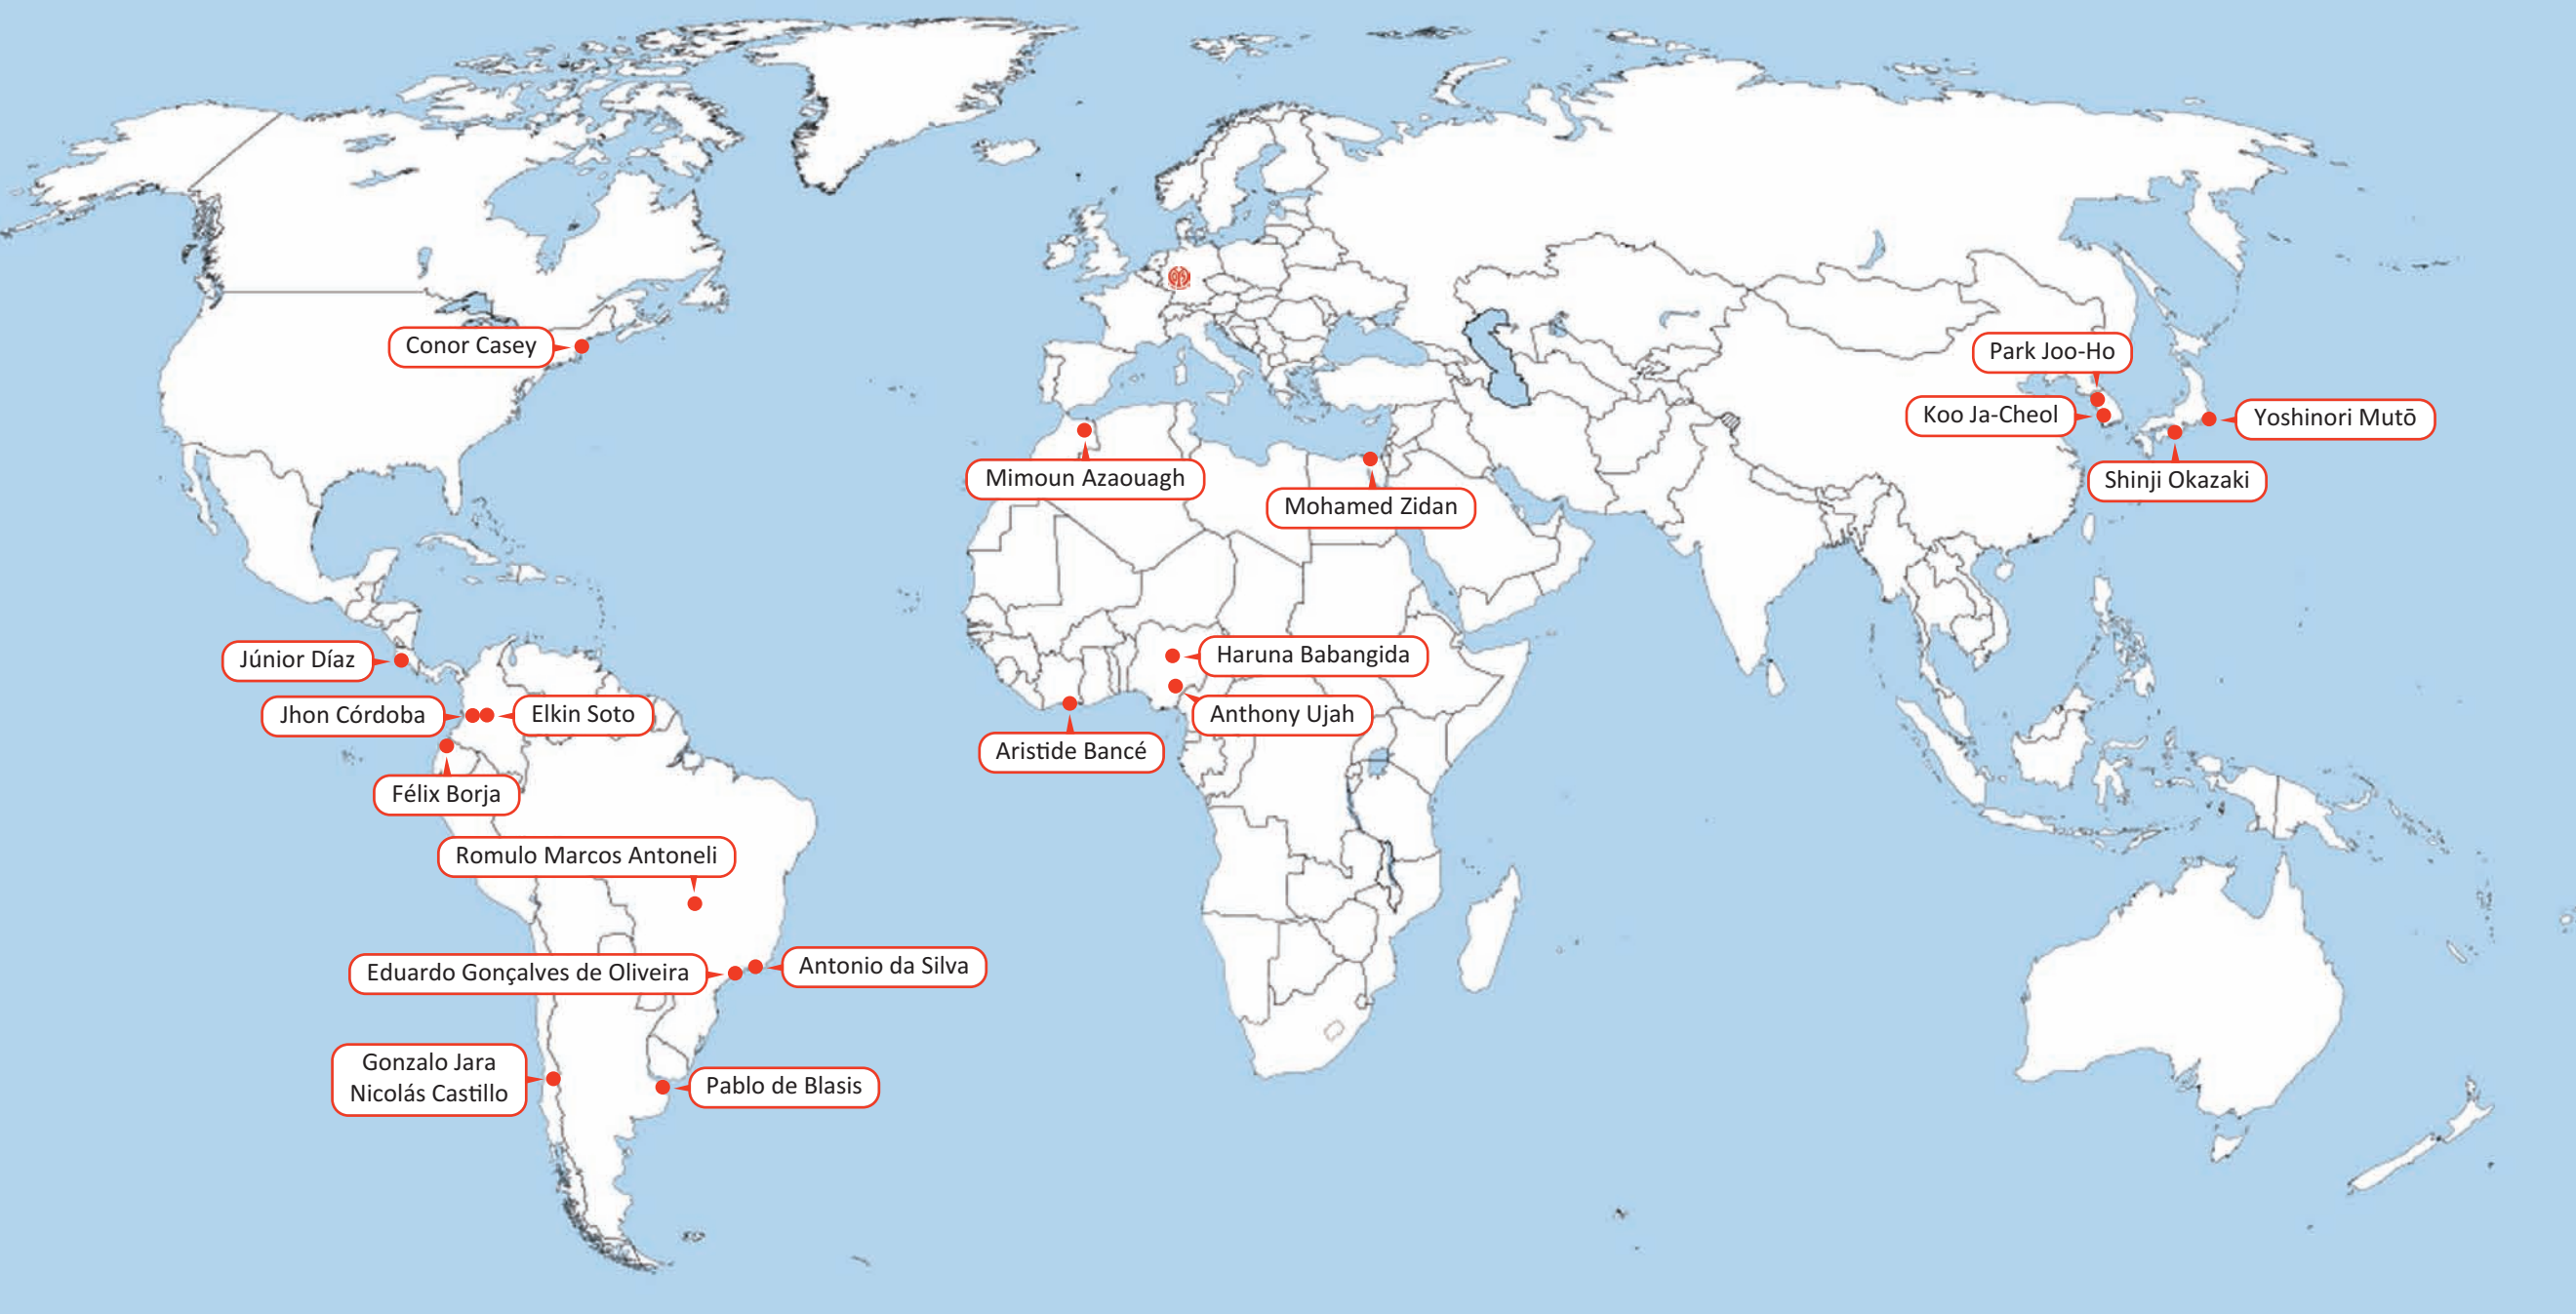 Conor Casey
Park Joo-Ho
Koo Ja-Cheol
Yoshinori Mutō
Mimoun Azaouagh
Shinji Okazaki
Mohamed Zidan
Júnior Díaz
Haruna Babangida
Jhon Córdoba
Elkin Soto
Anthony Ujah
Aristide Bancé
Félix Borja
Romulo Marcos Antoneli
Eduardo Gonçalves de Oliveira
Antonio da Silva
Gonzalo Jara
Nicolás Castillo
Pablo de Blasis